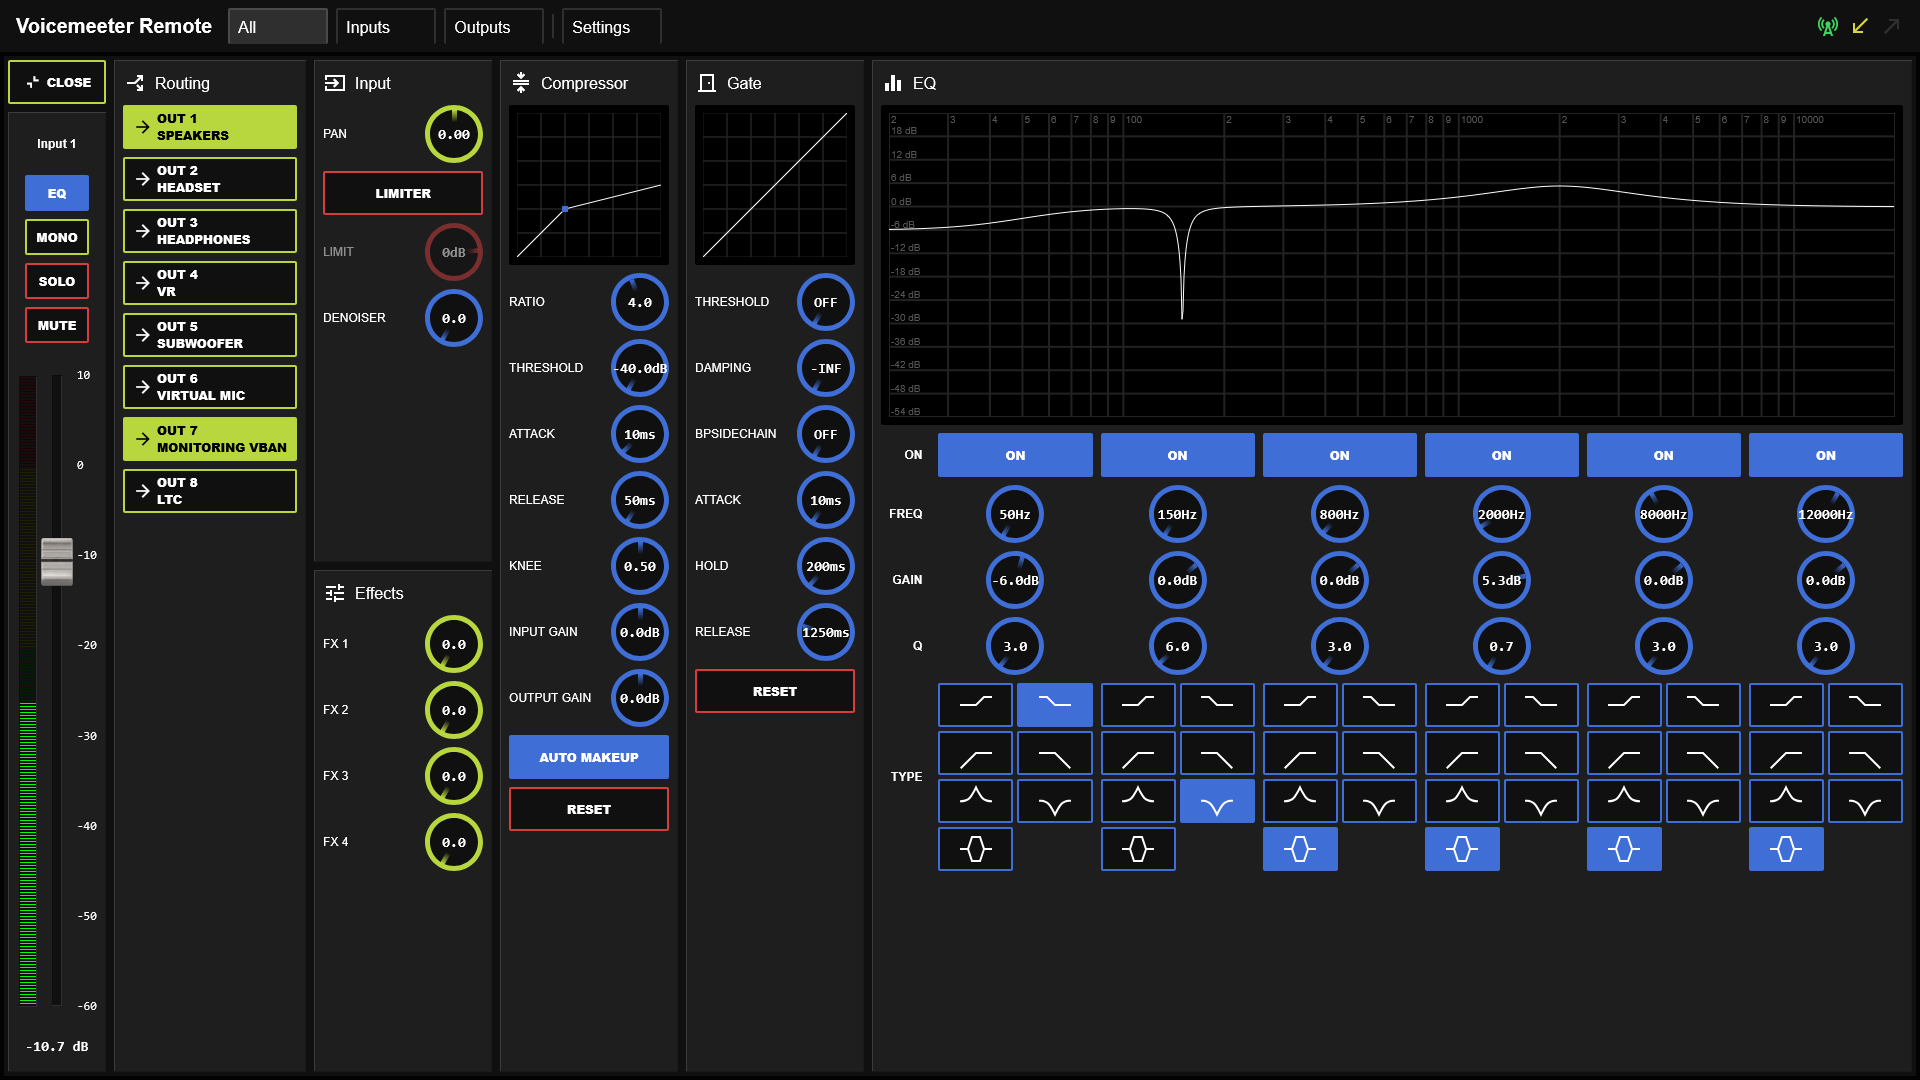 Voicemeeter Remote
All
Inputs
Outputs
Settings
CLOSE
Input 1
EQ
MONO
SOLO
MUTE
10
0
-10
-20
-30
-40
-50
-60
-10.7 dB
Routing
OUT 1
SPEAKERS
OUT 2
HEADSET
OUT 3
HEADPHONES
OUT 4
VR
OUT 5
SUBWOOFER
OUT 6
VIRTUAL MIC
OUT 7
MONITORING VBAN
OUT 8
LTC
Input
PAN 0.00
LIMITER
LIMIT 0dB
DENOISER 0.0
Effects
FX 1 0.0
FX 2 0.0
FX 3 0.0
FX 4 0.0
Compressor
RATIO 4.0
THRESHOLD -40.0dB
ATTACK 10ms
RELEASE 50ms
KNEE 0.50
INPUT GAIN 0.0dB
OUTPUT GAIN 0.0dB
AUTO MAKEUP
RESET
Gate
THRESHOLD OFF
DAMPING -INF
BPSIDECHAIN OFF
ATTACK 10ms
HOLD 200ms
RELEASE 1250ms
RESET
EQ
2 3 4 5 6 7 8 9 100 2 3 4 5 6 7 8 9 1000 2 3 4 5 6 7 8 9 10000
18 dB
12 dB
6 dB
0 dB
-6 dB
-12 dB
-18 dB
-24 dB
-30 dB
-36 dB
-42 dB
-48 dB
-54 dB
ON ON ON ON ON ON ON
FREQ 50Hz 150Hz 800Hz 2000Hz 8000Hz 12000Hz
GAIN -6.0dB 0.0dB 0.0dB 5.3dB 0.0dB 0.0dB
Q 3.0 6.0 3.0 0.7 3.0 3.0
TYPE